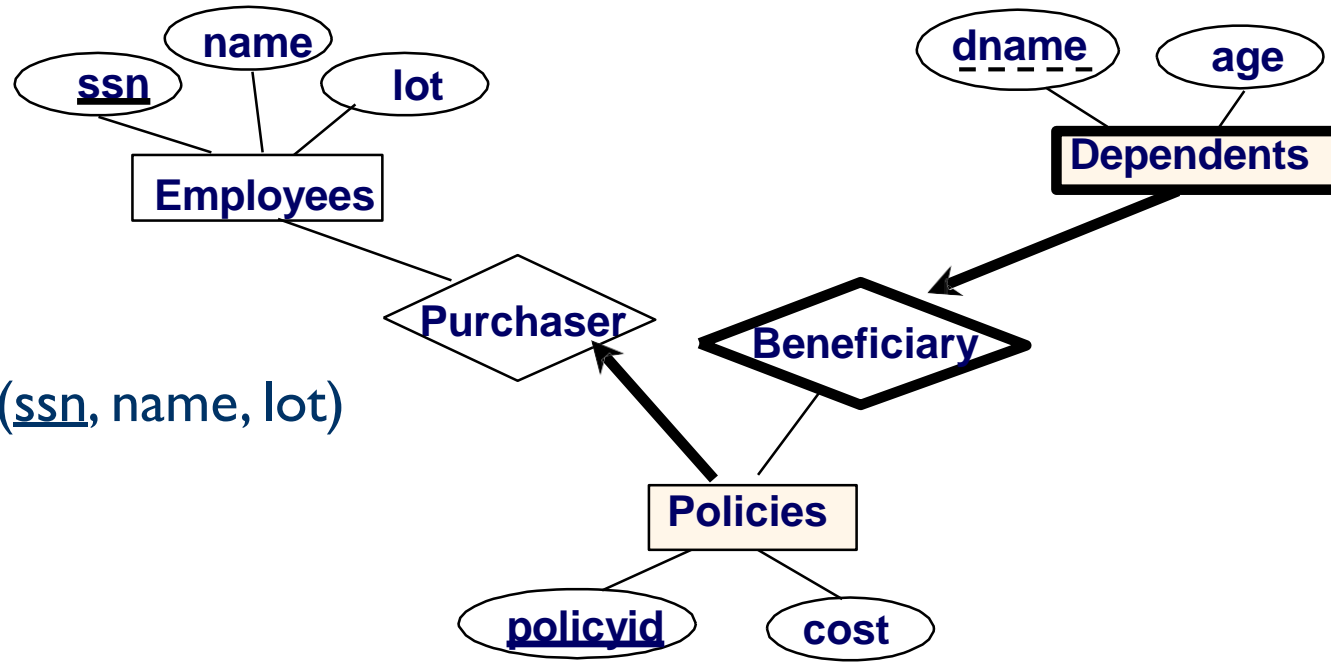 name
dname
ssn
lot
age
Dependents
Employees
Purchaser
Beneficiary
(ssn, name, lot)
Policies
policyid
cost